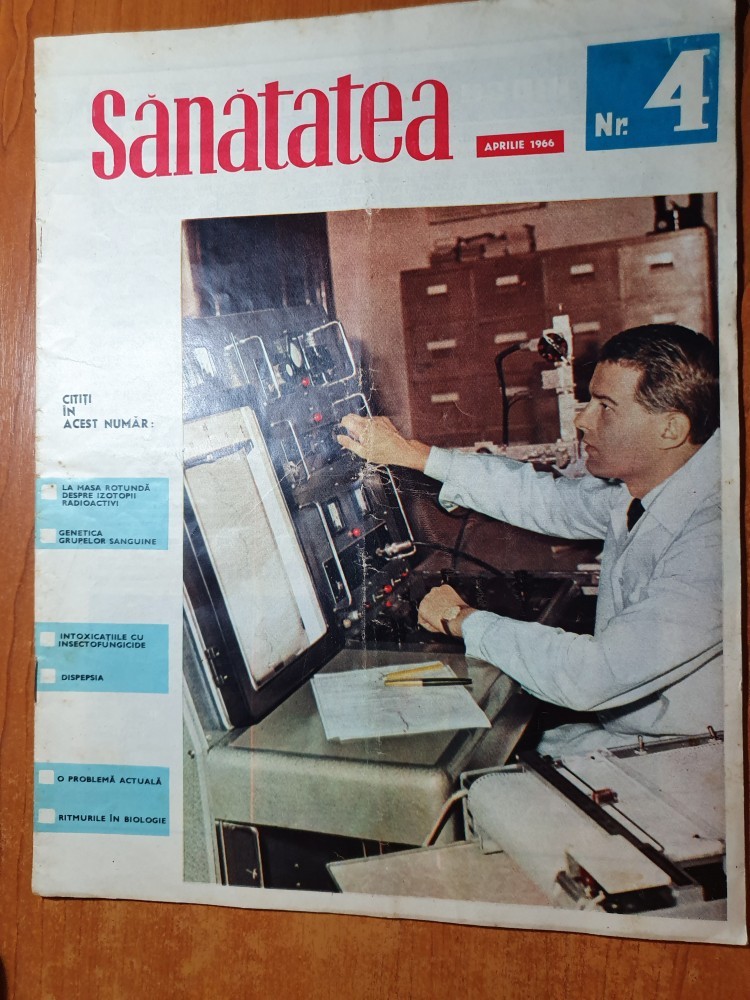 Sănătatea
APRILIE 1966
Nr. 4
CITIȚI
ÎN
ACEST NUMĂR:
LA MASA ROTUNDĂ
DESPRE IZOTOPII
RADIOACTIVI
GENETICA
GRUPELOR SANGUINE
INTOXICAȚIILE CU
INSECTOFUNGICIDE
DISPEPSIA
O PROBLEMĂ ACTUALĂ
RITMURILE ÎN BIOLOGIE